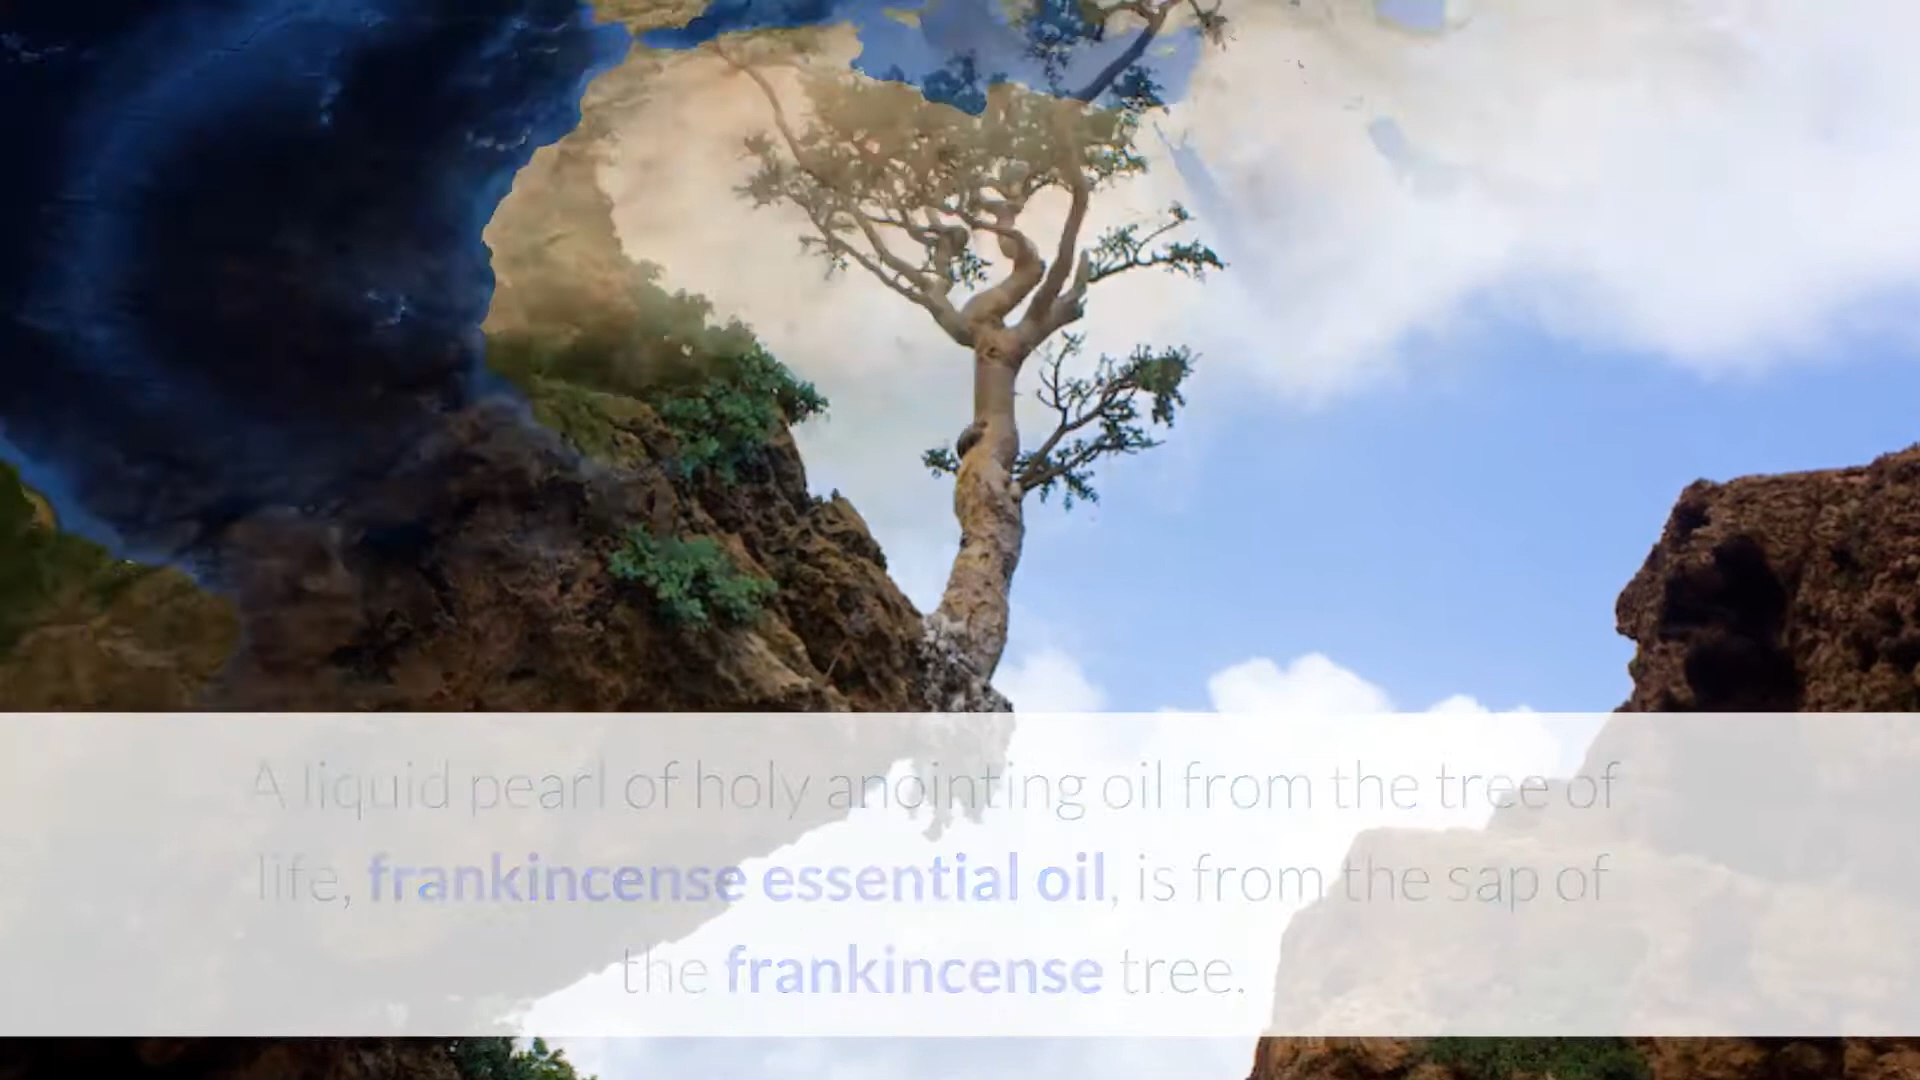 A liquid pearl of holy anointing oil from the tree of
life, frankincense essential oil, is from the sap of
the frankincense tree.